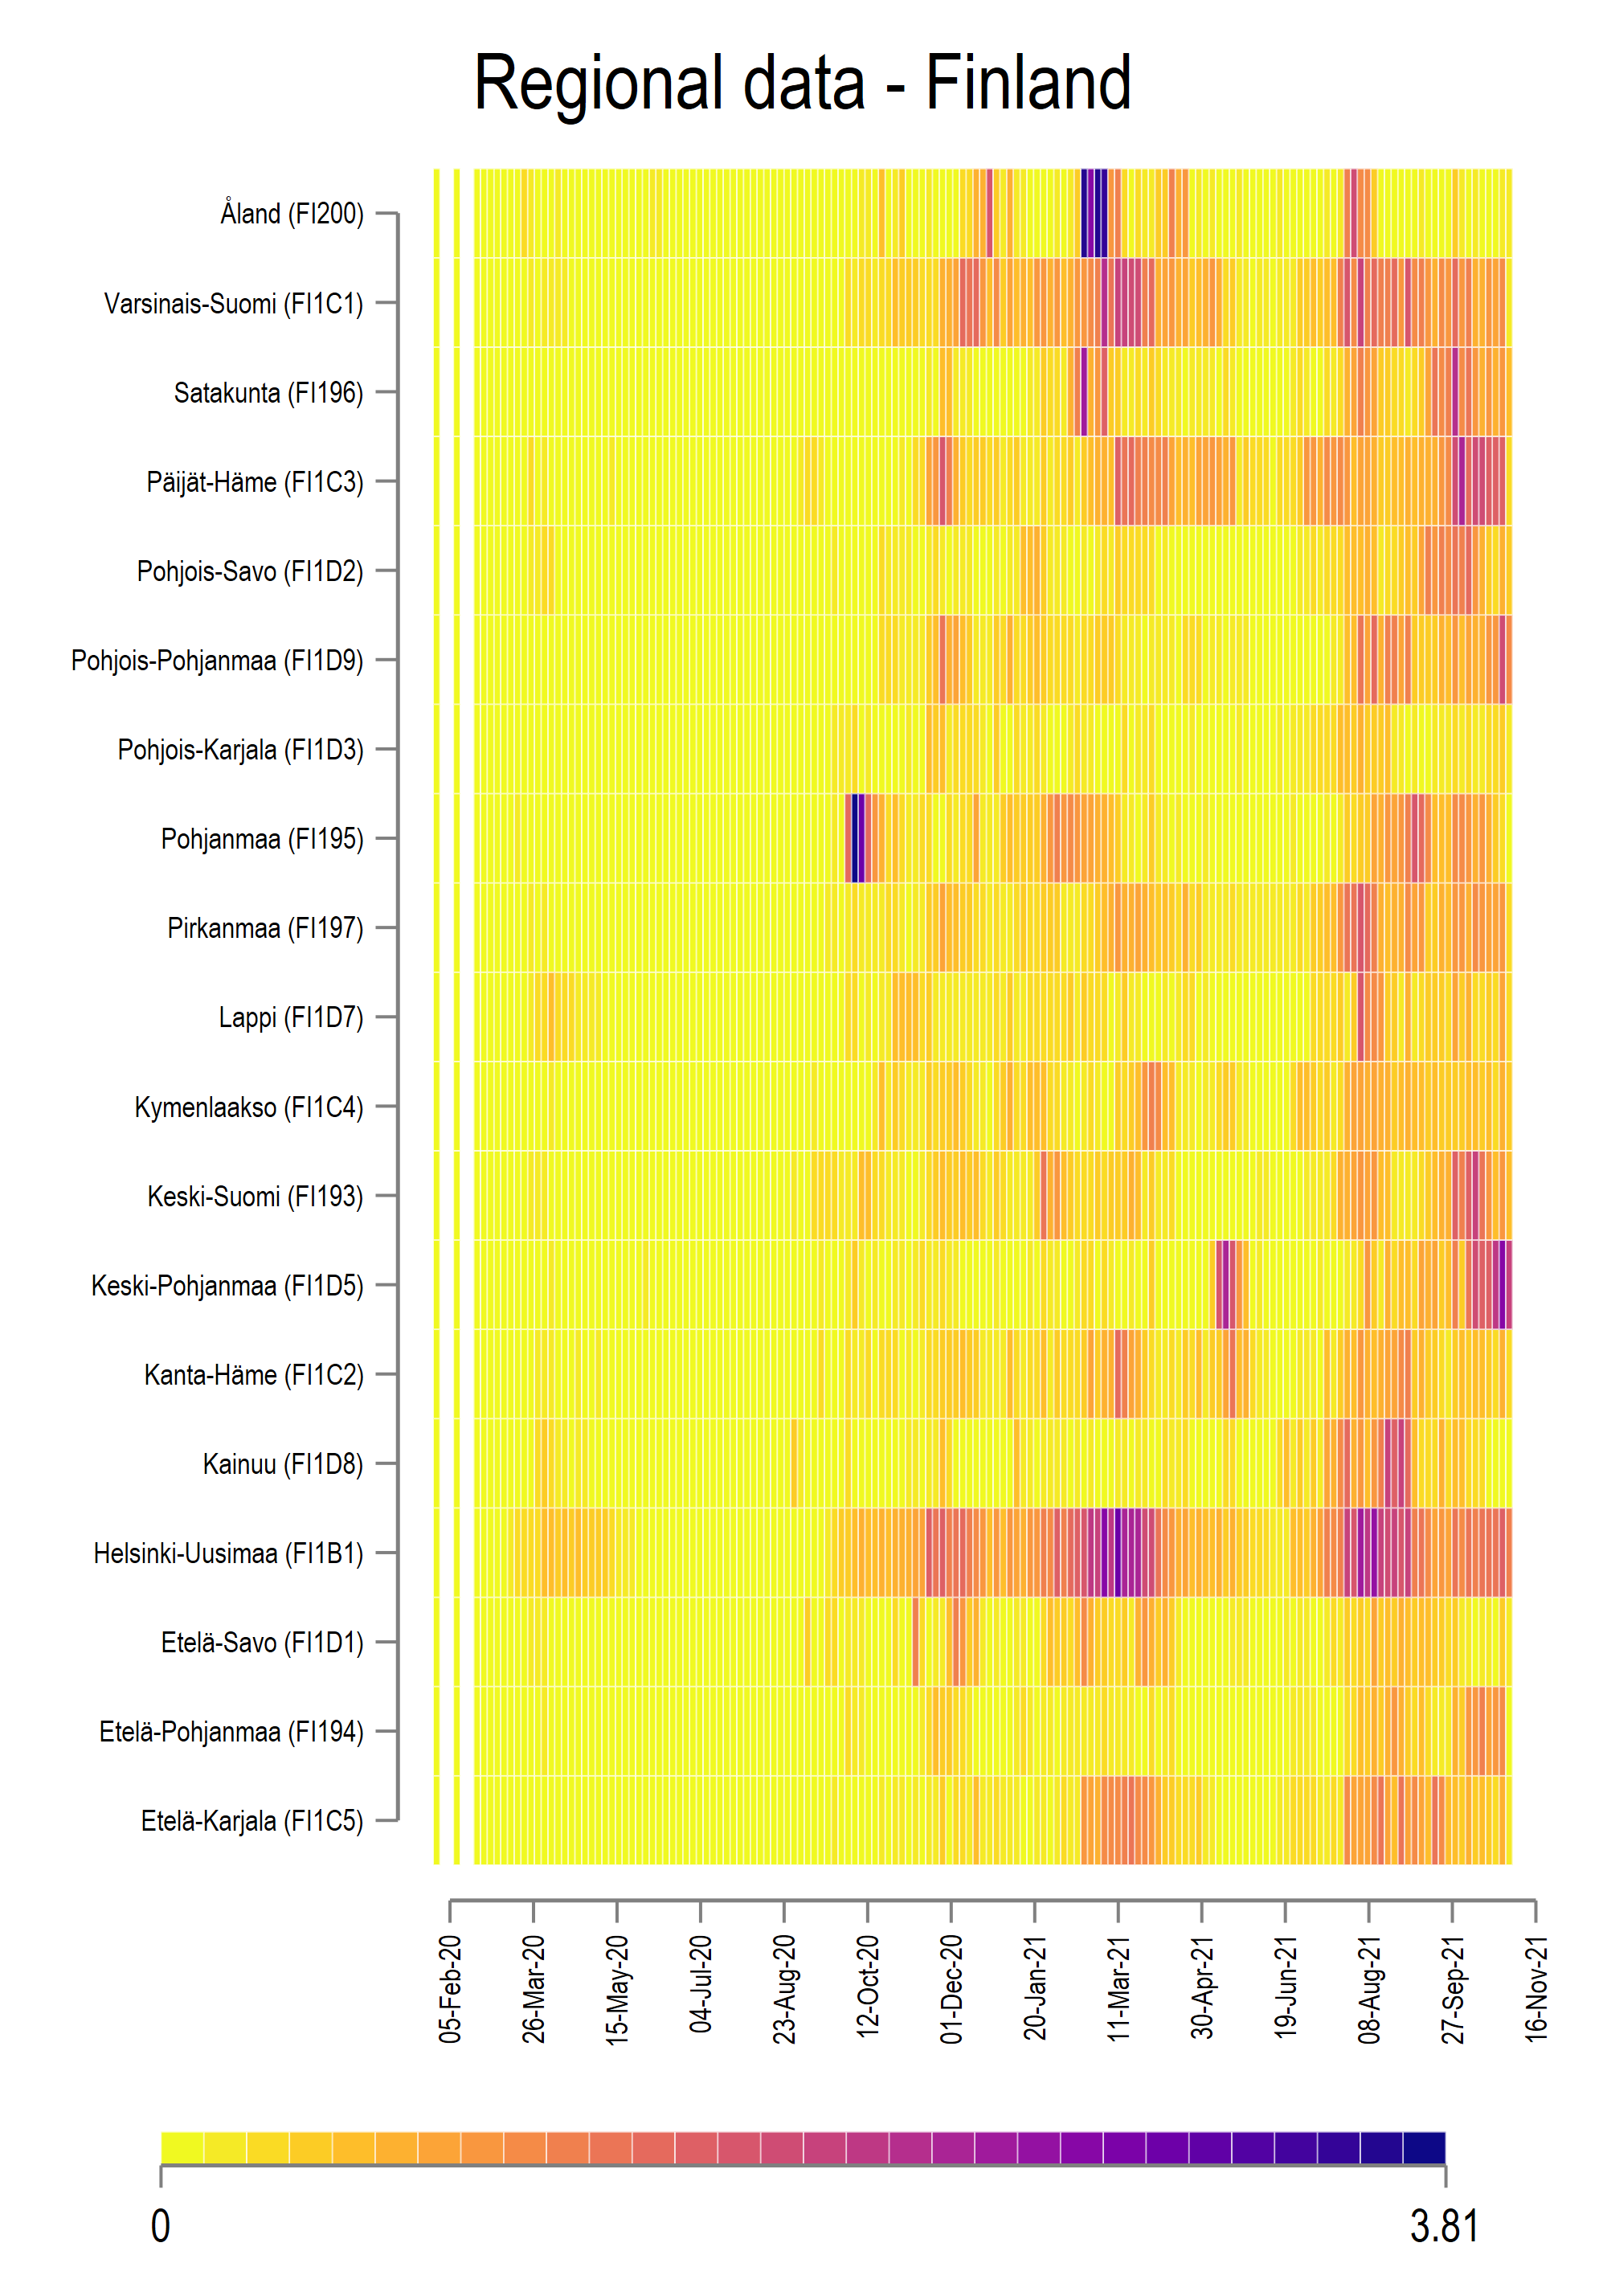 Regional data - Finland
Åland (FI200)
Varsinais-Suomi (FI1C1)
Satakunta (FI196)
Päijät-Häme (FI1C3)
Pohjois-Savo (FI1D2)
Pohjois-Pohjanmaa (FI1D9)
Pohjois-Karjala (FI1D3)
Pohjanmaa (FI195)
Pirkanmaa (FI197)
Lappi (FI1D7)
Kymenlaakso (FI1C4)
Keski-Suomi (FI193)
Keski-Pohjanmaa (FI1D5)
Kanta-Häme (FI1C2)
Kainuu (FI1D8)
Helsinki-Uusimaa (FI1B1)
Etelä-Savo (FI1D1)
Etelä-Pohjanmaa (FI194)
Etelä-Karjala (FI1C5)
05-Feb-20
26-Mar-20
15-May-20
04-Jul-20
23-Aug-20
12-Oct-20
01-Dec-20
20-Jan-21
11-Mar-21
30-Apr-21
19-Jun-21
08-Aug-21
27-Sep-21
16-Nov-21
0
3.81